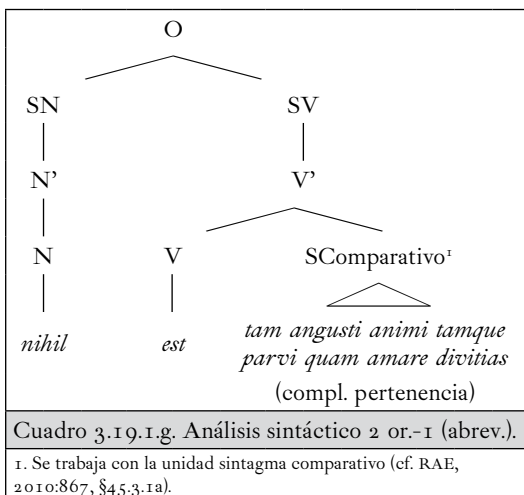 O
SN SV
N' V'
N V SComparativo¹
nihil est tam angusti animi tamque
parvi quam amare divitias
(compl. pertenencia)
Cuadro 3.19.1.g. Análisis sintáctico 2 or.-1 (abrev.).
1. Se trabaja con la unidad sintagma comparativo (cf. RAE,
2010:867, §45.3.1a).